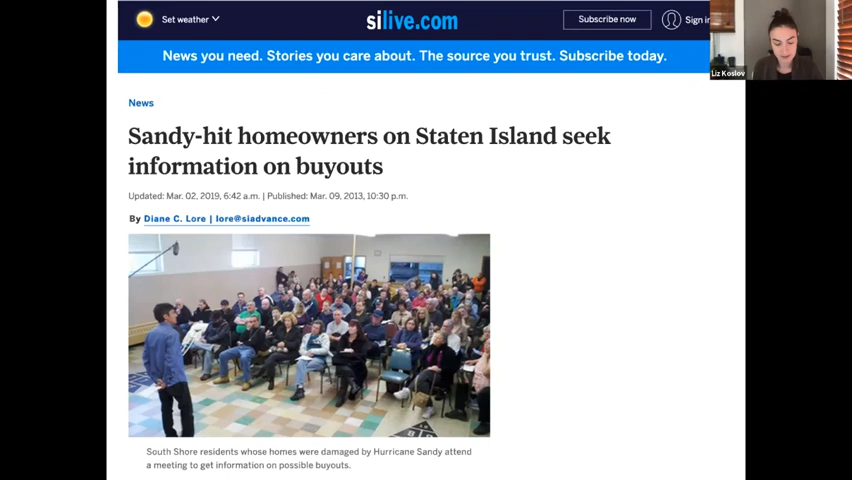 Set weather
silive.com
Subscribe now
Sign in
News you need. Stories you care about. The source you trust. Subscribe today.
Liz Koslov
News
Sandy-hit homeowners on Staten Island seek
information on buyouts
Updated: Mar. 02, 2019, 6:42 a.m. | Published: Mar. 09, 2013, 10:30 p.m.
By Diane C. Lore | lore@siadvance.com
South Shore residents whose homes were damaged by Hurricane Sandy attend
a meeting to get information on possible buyouts.